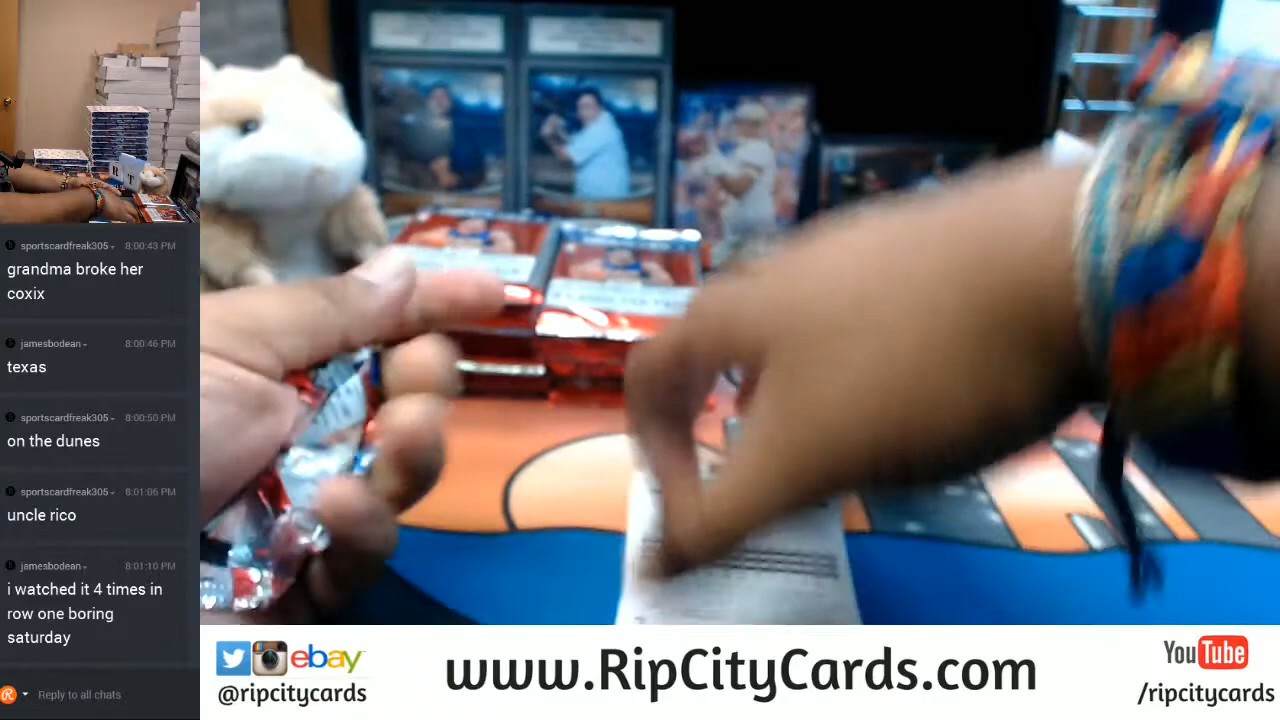 sportscardfreak305 8:00:43 PM
grandma broke her
coxix
jamesbodean 8:00:46 PM
texas
sportscardfreak305 8:00:50 PM
on the dunes
sportscardfreak305 8:01:06 PM
uncle rico
jamesbodean 8:01:10 PM
i watched it 4 times in
row one boring
saturday
Reply to all chats
ebay
@ripcitycards
www.RipCityCards.com
YouTube
/ripcitycards